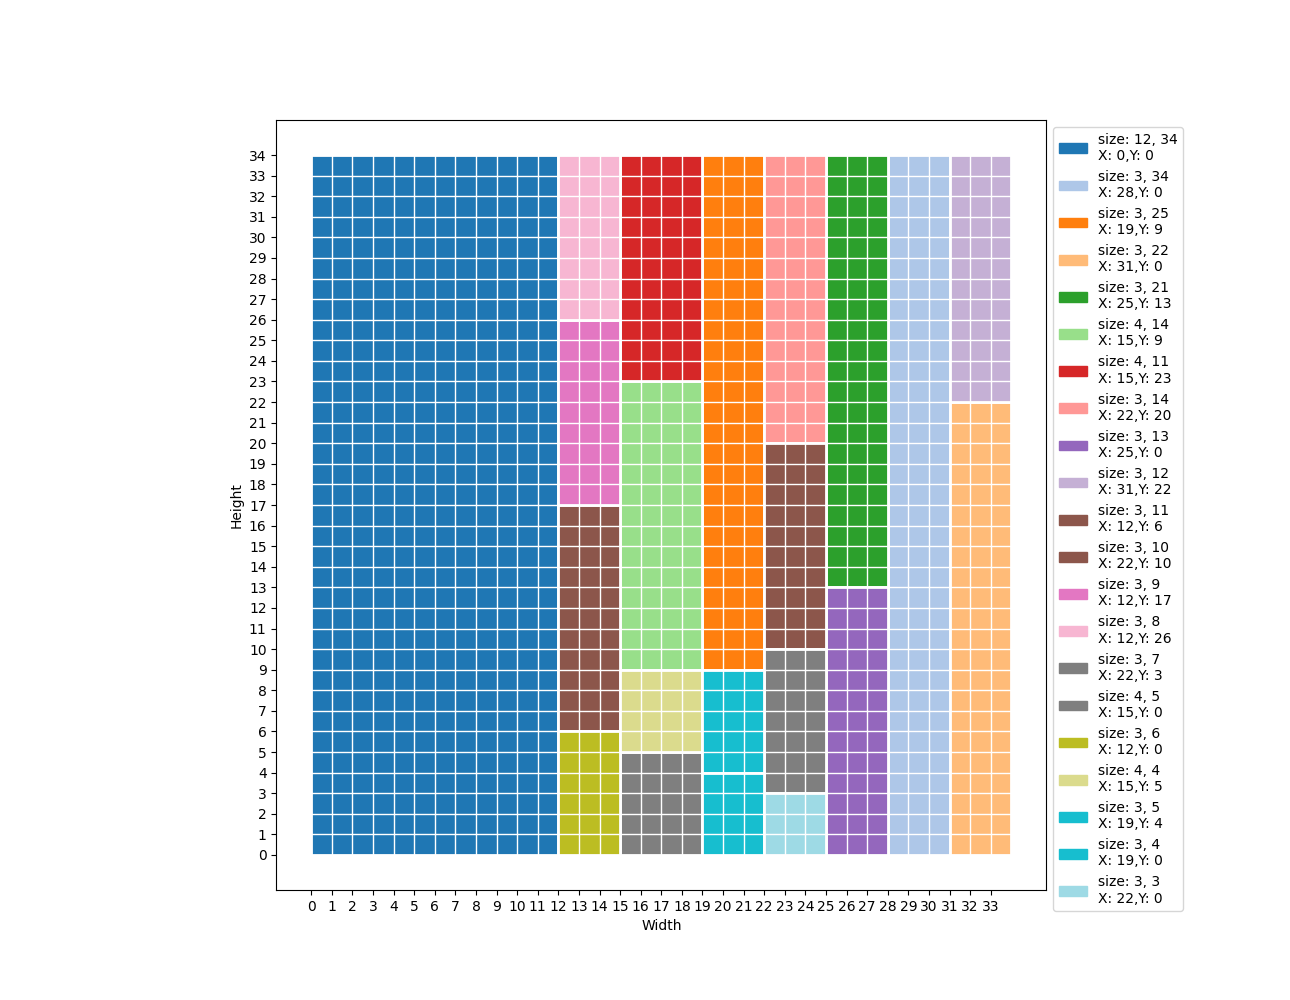 34
33
32
31
30
29
28
27
26
25
24
23
22
21
20
19
18
17
16
15
14
13
12
11
10
9
8
7
6
5
4
3
2
1
0
Height
0 1 2 3 4 5 6 7 8 9 10 11 12 13 14 15 16 17 18 19 20 21 22 23 24 25 26 27 28 29 30 31 32 33
Width
size: 12, 34
X: 0,Y: 0
size: 3, 34
X: 28,Y: 0
size: 3, 25
X: 19,Y: 9
size: 3, 22
X: 31,Y: 0
size: 3, 21
X: 25,Y: 13
size: 4, 14
X: 15,Y: 9
size: 4, 11
X: 15,Y: 23
size: 3, 14
X: 22,Y: 20
size: 3, 13
X: 25,Y: 0
size: 3, 12
X: 31,Y: 22
size: 3, 11
X: 12,Y: 6
size: 3, 10
X: 22,Y: 10
size: 3, 9
X: 12,Y: 17
size: 3, 8
X: 12,Y: 26
size: 3, 7
X: 22,Y: 3
size: 4, 5
X: 15,Y: 0
size: 3, 6
X: 12,Y: 0
size: 4, 4
X: 15,Y: 5
size: 3, 5
X: 19,Y: 4
size: 3, 4
X: 19,Y: 0
size: 3, 3
X: 22,Y: 0